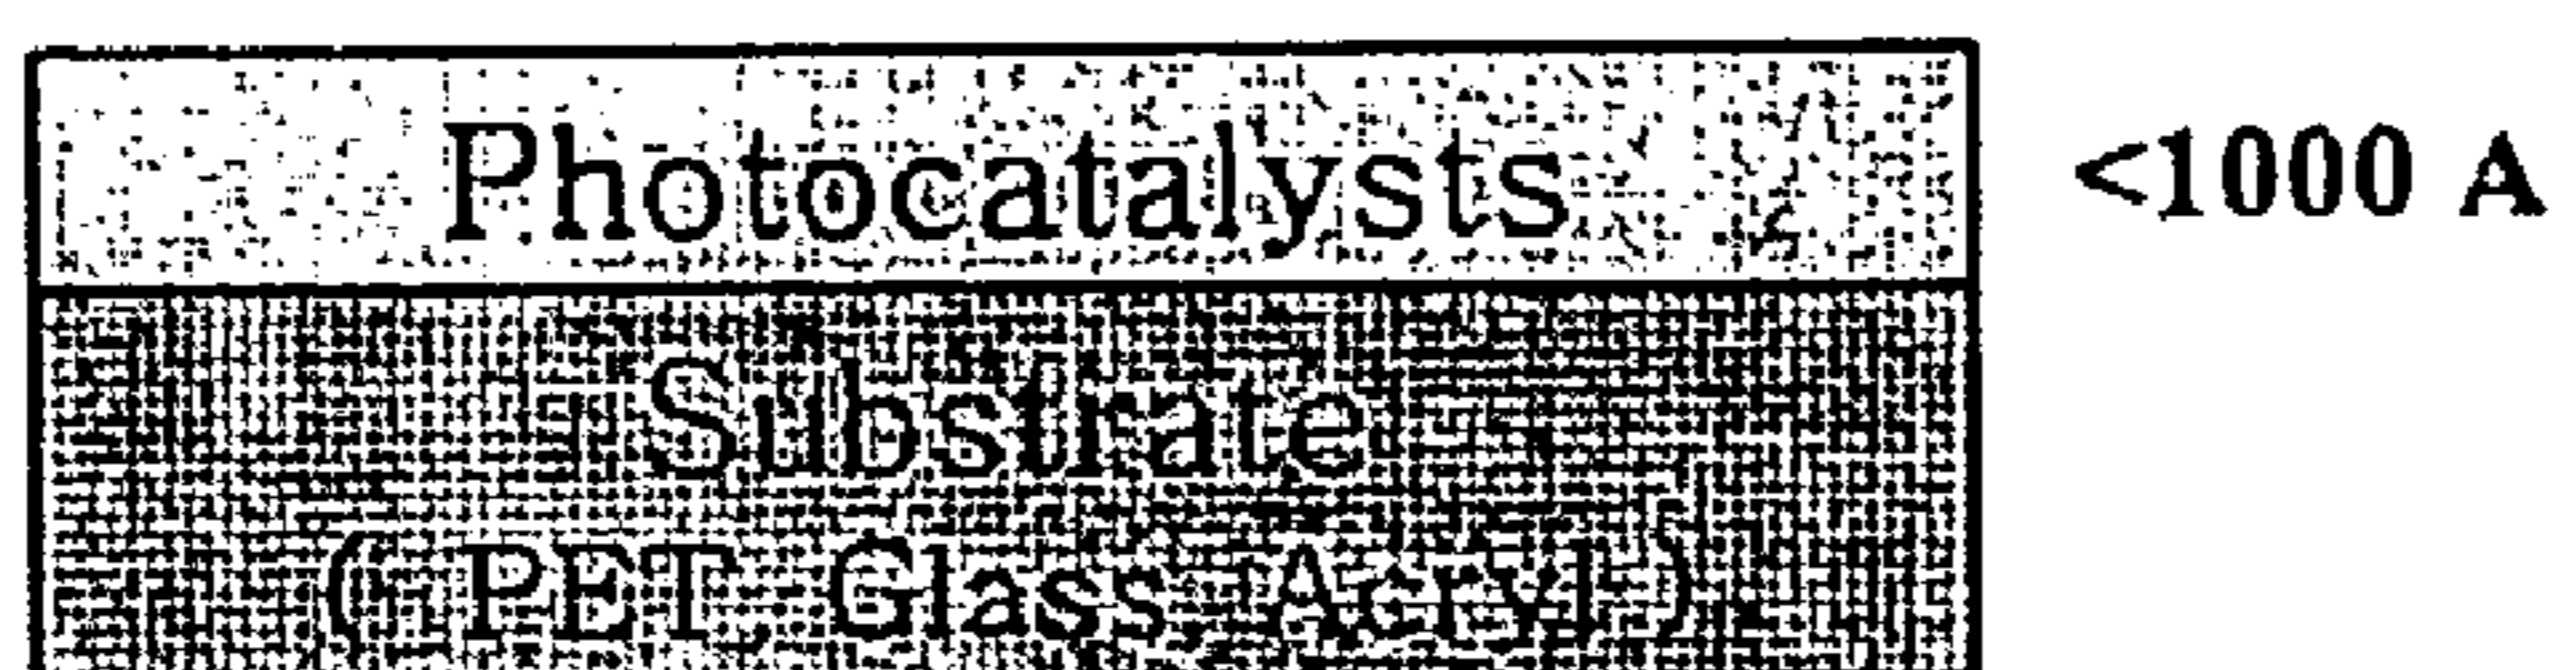 Photocatalysts
<1000 A
Substrate
( PET Glass Acryl )